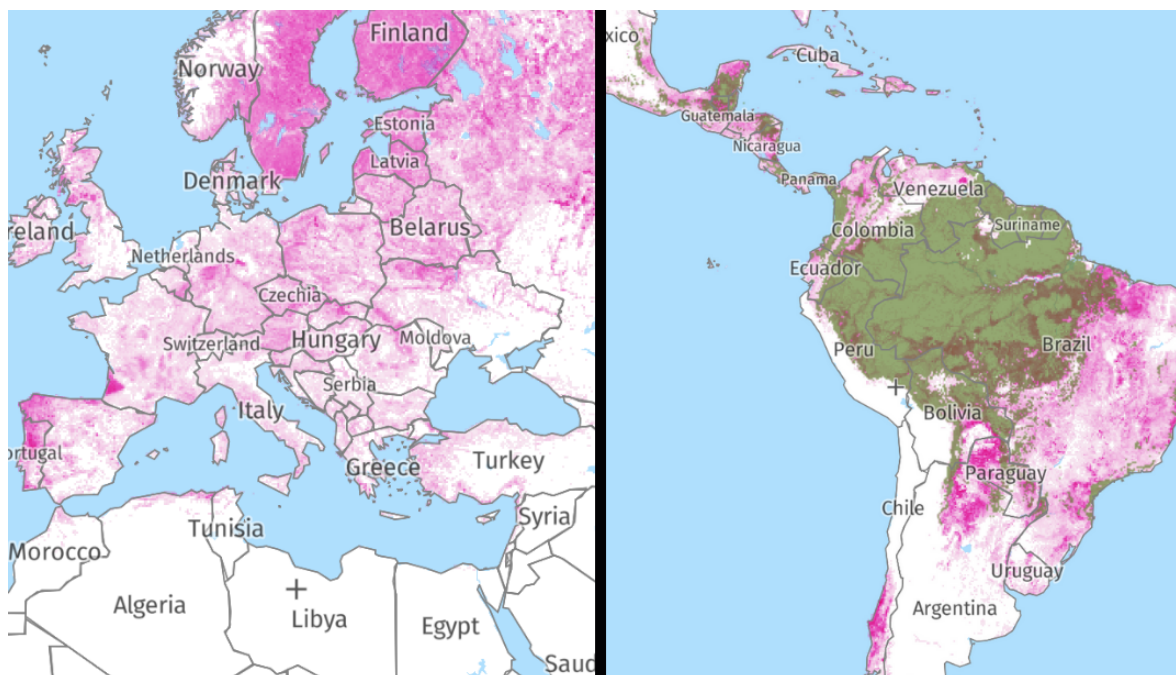 Finland
Norway
Estonia
Latvia
Denmark
Belarus
reland
Netherlands
Czechia
Switzerland
Hungary
Moldova
Serbia
Italy
ortugal
Greece
Turkey
Tunisia
Syria
Morocco
Algeria
Libya
Egypt
Saud
xico
Cuba
Guatemala
Nicaragua
Panama
Venezuela
Suriname
Colombia
Ecuador
Peru
Brazil
Bolivia
Paraguay
Chile
Uruguay
Argentina